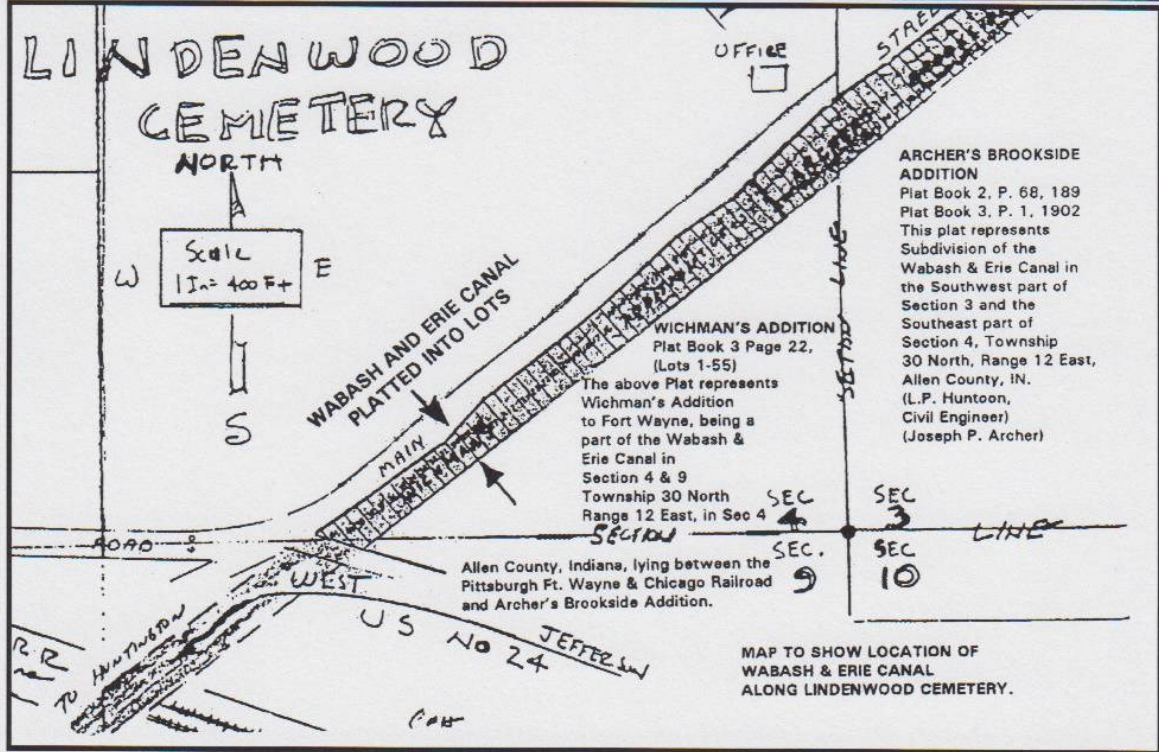 LINDENWOOD
CEMETERY
NORTH
Scale
1 In = 400 Ft
W
E
S
OFFICE
STREET
WABASH AND ERIE CANAL
PLATTED INTO LOTS
MAIN
ARCHER'S BROOKSIDE
ADDITION
Plat Book 2, P. 68, 189
Plat Book 3, P. 1, 1902
This plat represents
Subdivision of the
Wabash & Erie Canal in
the Southwest part of
Section 3 and the
Southeast part of
Section 4, Township
30 North, Range 12 East,
Allen County, IN.
(L.P. Huntoon,
Civil Engineer)
(Joseph P. Archer)
SECTION LINE
WICHMAN'S ADDITION
Plat Book 3 Page 22,
(Lots 1-55)
The above Plat represents
Wichman's Addition
to Fort Wayne, being a
part of the Wabash &
Erie Canal in
Section 4 & 9
Township 30 North
Range 12 East, in Sec 4
SEC
4
SEC
3
SECTION LINE
SEC.
9
SEC
10
ROAD
60
Allen County, Indiana, lying between the
Pittsburgh Ft. Wayne & Chicago Railroad
and Archer's Brookside Addition.
WEST
JEFFERSON
US NO 24
TO HUNTINGTON
R.R
MAP TO SHOW LOCATION OF
WABASH & ERIE CANAL
ALONG LINDENWOOD CEMETERY.